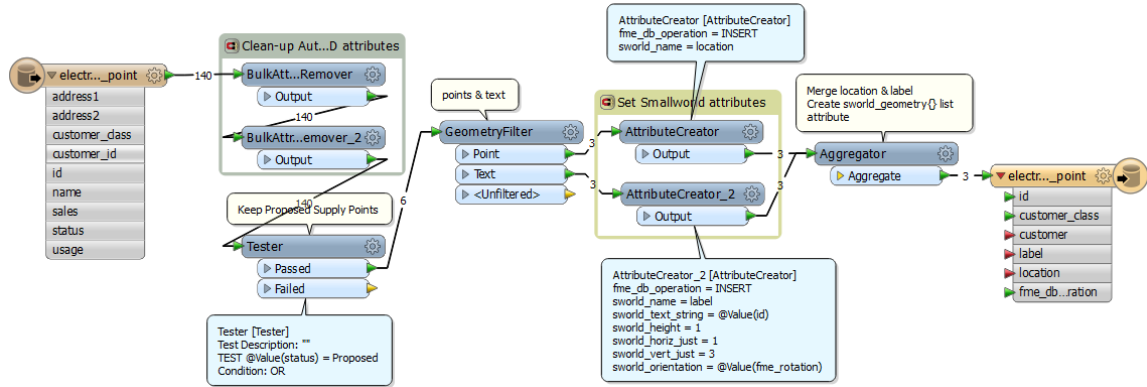 electr..._point
address1
address2
customer_class
customer_id
id
name
sales
status
usage
140
Clean-up Aut...D attributes
BulkAtt...Remover
Output
140
BulkAttr...emover_2
Output
140
Keep Proposed Supply Points
Tester
Passed
Failed
6
Tester [Tester]
Test Description: ""
TEST @Value(status) = Proposed
Condition: OR
points & text
GeometryFilter
Point
Text
<Unfiltered>
3
3
AttributeCreator [AttributeCreator]
fme_db_operation = INSERT
sworld_name = location
Set Smallworld attributes
AttributeCreator
Output
AttributeCreator_2
Output
3
3
AttributeCreator_2 [AttributeCreator]
fme_db_operation = INSERT
sworld_name = label
sworld_text_string = @Value(id)
sworld_height = 1
sworld_horiz_just = 1
sworld_vert_just = 3
sworld_orientation = @Value(fme_rotation)
Merge location & label
Create sworld_geometry{} list
attribute
Aggregator
Aggregate
3
electr..._point
id
customer_class
customer
label
location
fme_db...ration